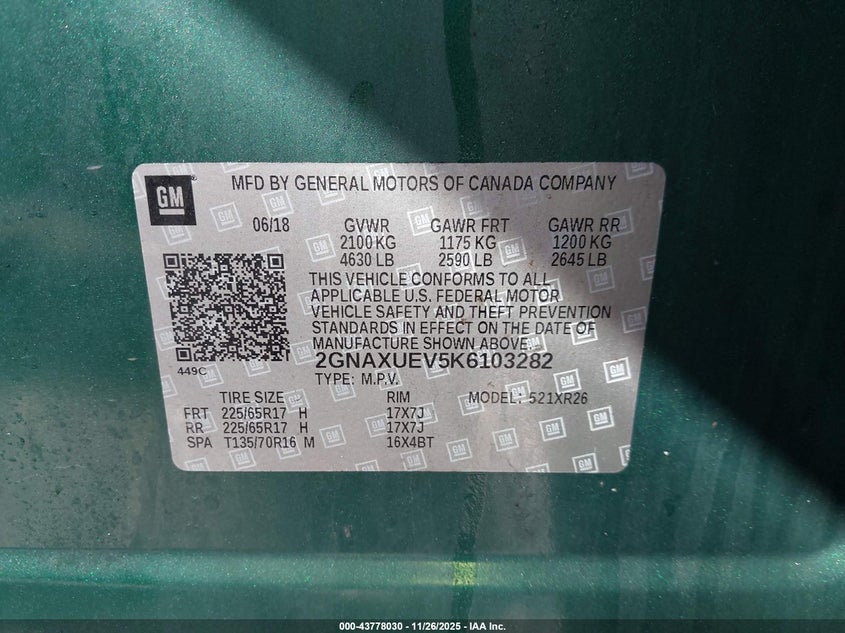 GM
MFD BY GENERAL MOTORS OF CANADA COMPANY
06/18 GVWR GAWR FRT GAWR RR
2100 KG 1175 KG 1200 KG
4630 LB 2590 LB 2645 LB
THIS VEHICLE CONFORMS TO ALL
APPLICABLE U.S. FEDERAL MOTOR
VEHICLE SAFETY AND THEFT PREVENTION
STANDARDS IN EFFECT ON THE DATE OF
MANUFACTURE SHOWN ABOVE.
449C 2GNAXUEV5K6103282
TYPE: M.P.V.
TIRE SIZE RIM MODEL: 521XR26
FRT 225/65R17 H 17X7J
RR 225/65R17 H 17X7J
SPA T135/70R16 M 16X4BT
000-43778030 - 11/26/2025 - IAA Inc.